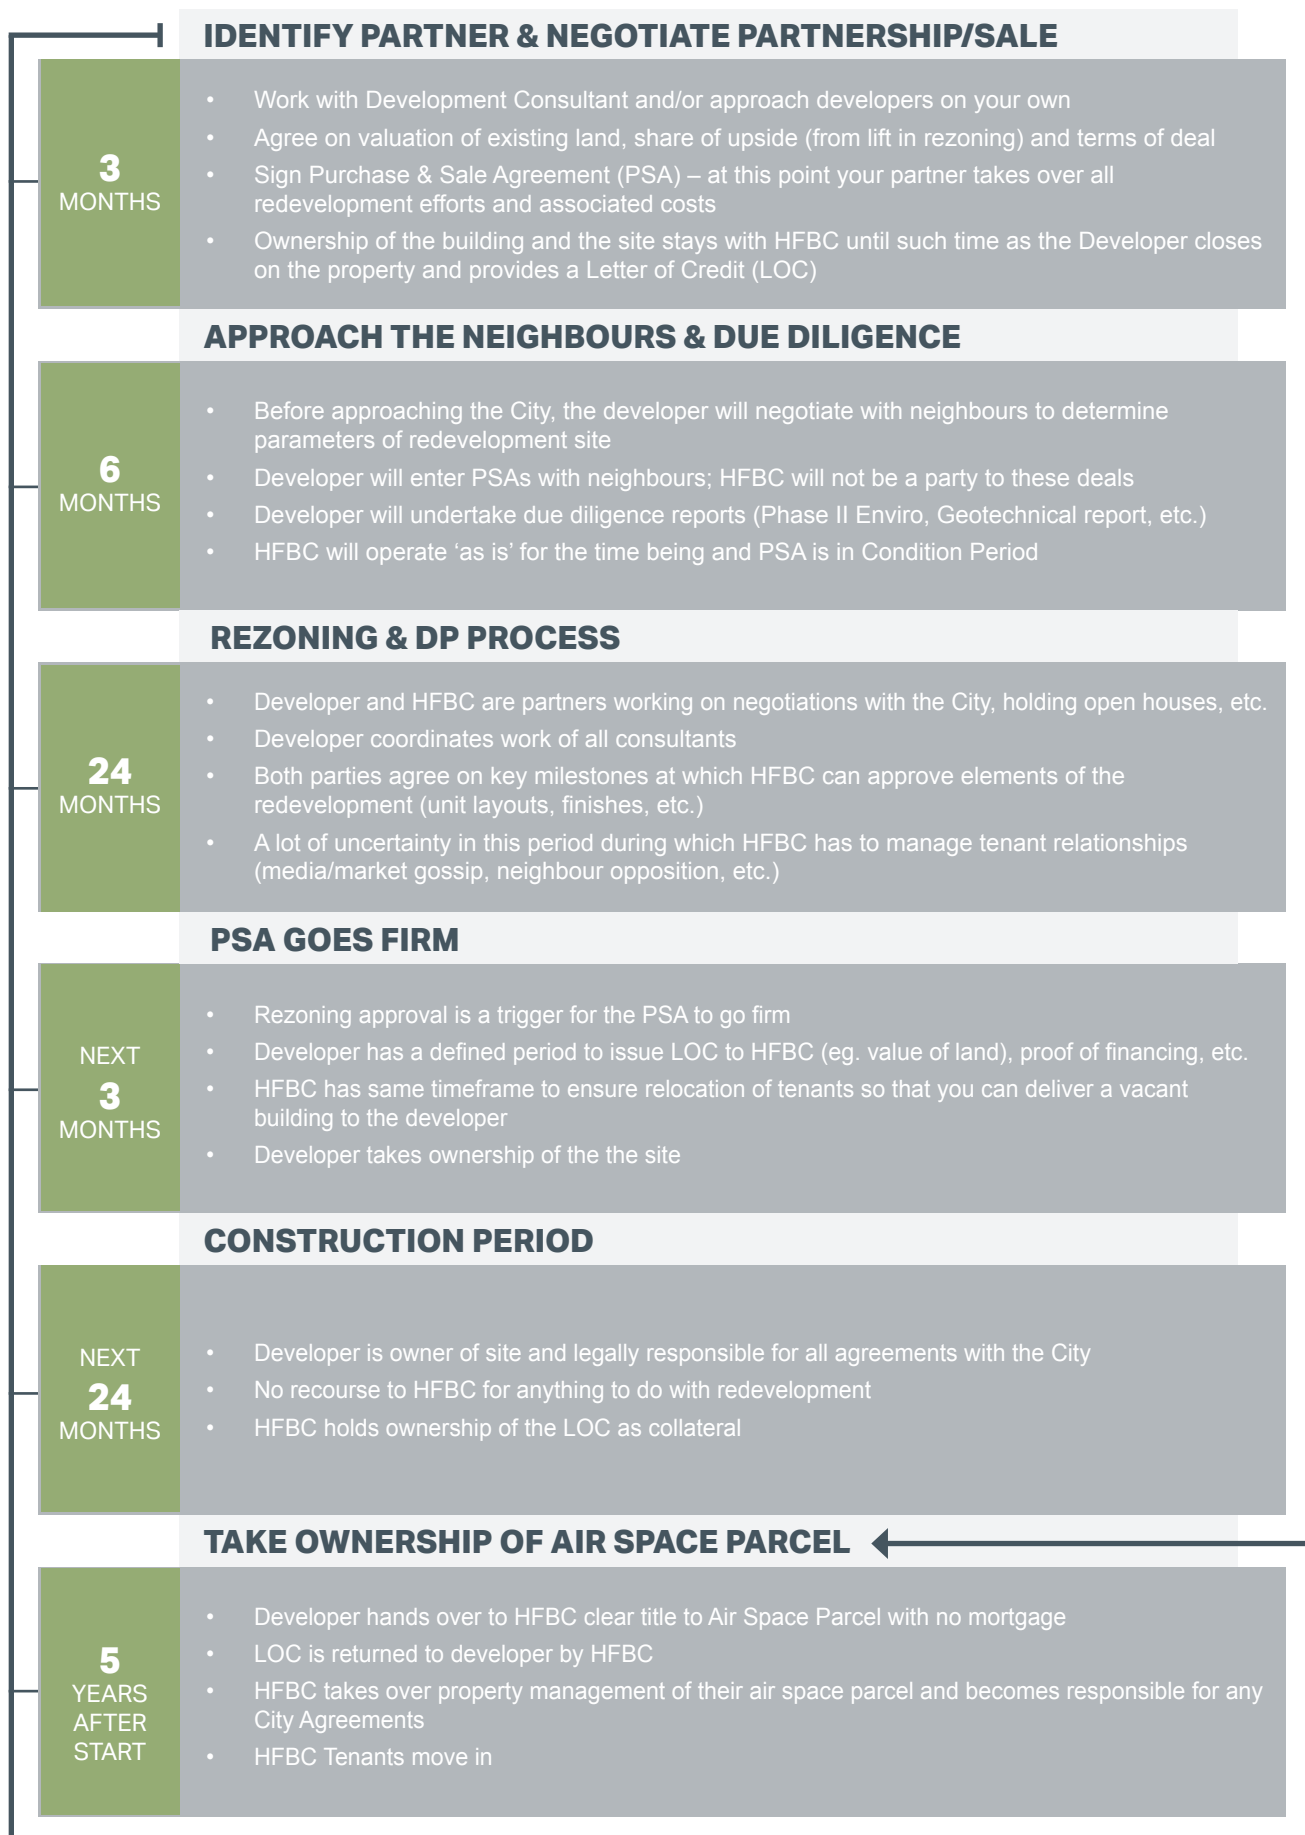 IDENTIFY PARTNER & NEGOTIATE PARTNERSHIP/SALE
3
MONTHS
• Work with Development Consultant and/or approach developers on your own
• Agree on valuation of existing land, share of upside (from lift in rezoning) and terms of deal
• Sign Purchase & Sale Agreement (PSA) – at this point your partner takes over all
redevelopment efforts and associated costs
• Ownership of the building and the site stays with HFBC until such time as the Developer closes
on the property and provides a Letter of Credit (LOC)
APPROACH THE NEIGHBOURS & DUE DILIGENCE
6
MONTHS
• Before approaching the City, the developer will negotiate with neighbours to determine
parameters of redevelopment site
• Developer will enter PSAs with neighbours; HFBC will not be a party to these deals
• Developer will undertake due diligence reports (Phase II Enviro, Geotechnical report, etc.)
• HFBC will operate ‘as is’ for the time being and PSA is in Condition Period
REZONING & DP PROCESS
24
MONTHS
• Developer and HFBC are partners working on negotiations with the City, holding open houses, etc.
• Developer coordinates work of all consultants
• Both parties agree on key milestones at which HFBC can approve elements of the
redevelopment (unit layouts, finishes, etc.)
• A lot of uncertainty in this period during which HFBC has to manage tenant relationships
(media/market gossip, neighbour opposition, etc.)
PSA GOES FIRM
NEXT
3
MONTHS
• Rezoning approval is a trigger for the PSA to go firm
• Developer has a defined period to issue LOC to HFBC (eg. value of land), proof of financing, etc.
• HFBC has same timeframe to ensure relocation of tenants so that you can deliver a vacant
building to the developer
• Developer takes ownership of the the site
CONSTRUCTION PERIOD
NEXT
24
MONTHS
• Developer is owner of site and legally responsible for all agreements with the City
• No recourse to HFBC for anything to do with redevelopment
• HFBC holds ownership of the LOC as collateral
TAKE OWNERSHIP OF AIR SPACE PARCEL
5
YEARS
AFTER
START
• Developer hands over to HFBC clear title to Air Space Parcel with no mortgage
• LOC is returned to developer by HFBC
• HFBC takes over property management of their air space parcel and becomes responsible for any
City Agreements
• HFBC Tenants move in